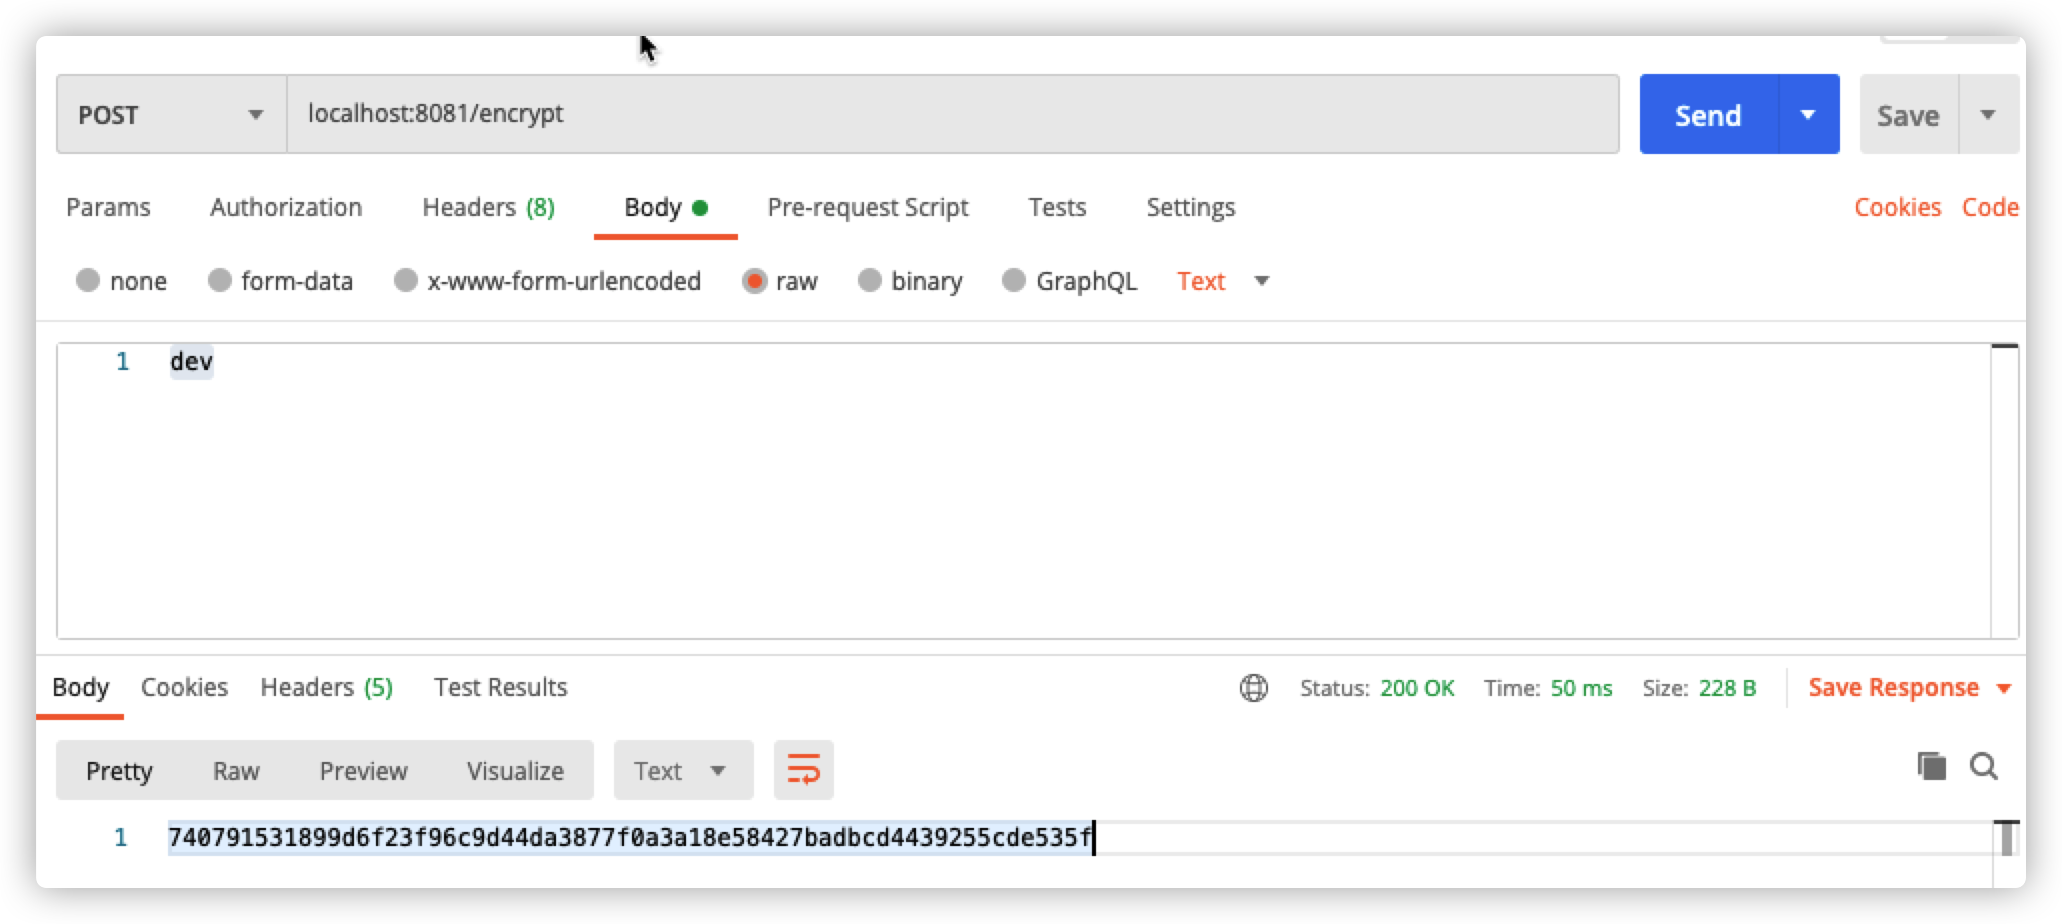 POST localhost:8081/encrypt Send Save
Params Authorization Headers (8) Body Pre-request Script Tests Settings Cookies Code
none form-data x-www-form-urlencoded raw binary GraphQL Text
1 dev
Body Cookies Headers (5) Test Results Status: 200 OK Time: 50 ms Size: 228 B Save Response
Pretty Raw Preview Visualize Text
1 740791531899d6f23f96c9d44da3877f0a3a18e58427badbcd4439255cde535f